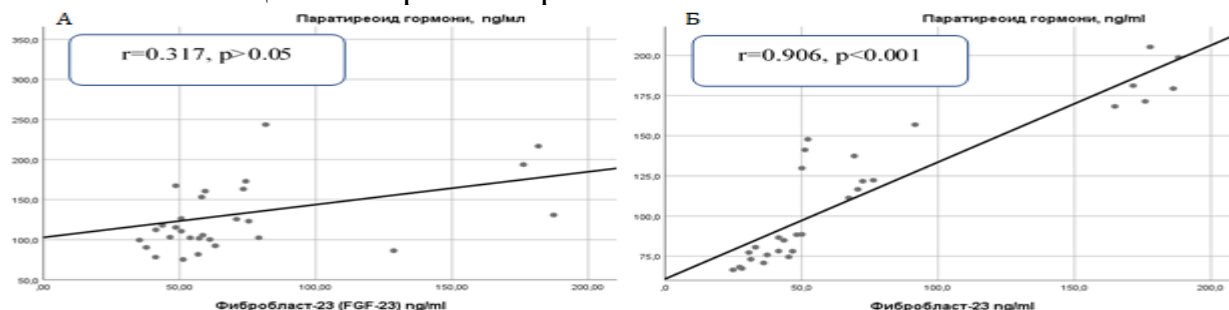 А
Паратиреоид гормони, ng/мл
r=0.317, p>0.05
350,0
300,0
250,0
200,0
150,0
100,0
50,0
,00
50,00
100,00
150,00
200,00
Фибробласт-23 (FGF-23) ng/ml
Б
Паратиреоид гормони, ng/ml
r=0.906, p<0.001
200,0
175,0
150,0
125,0
100,0
75,0
,0
50,0
100,0
150,0
200,0
Фибробласт-23 ng/ml